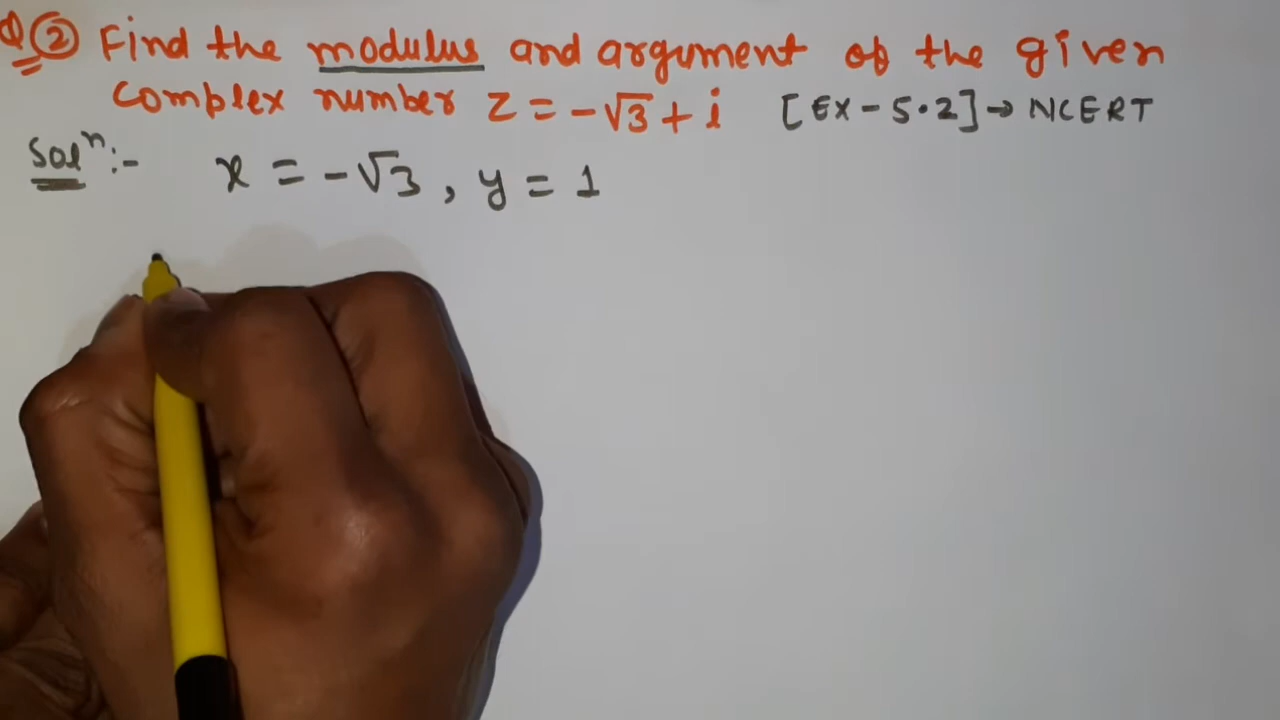 Q② Find the modulus and argument of the given
complex number z = -√3 + i [EX - 5.2] → NCERT
Solⁿ:- x = -√3, y = 1